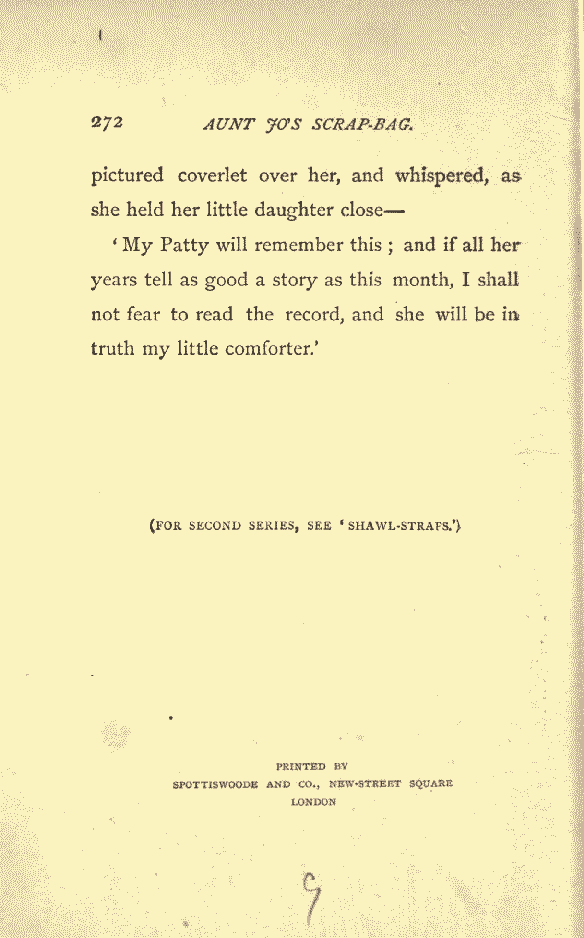 272 AUNT JO'S SCRAP-BAG.
pictured coverlet over her, and whispered, as
she held her little daughter close—
‘My Patty will remember this; and if all her
years tell as good a story as this month, I shall
not fear to read the record, and she will be in
truth my little comforter.’
(FOR SECOND SERIES, SEE ‘SHAWL-STRAPS.’)
PRINTED BY
SPOTTISWOODE AND CO., NEW-STREET SQUARE
LONDON